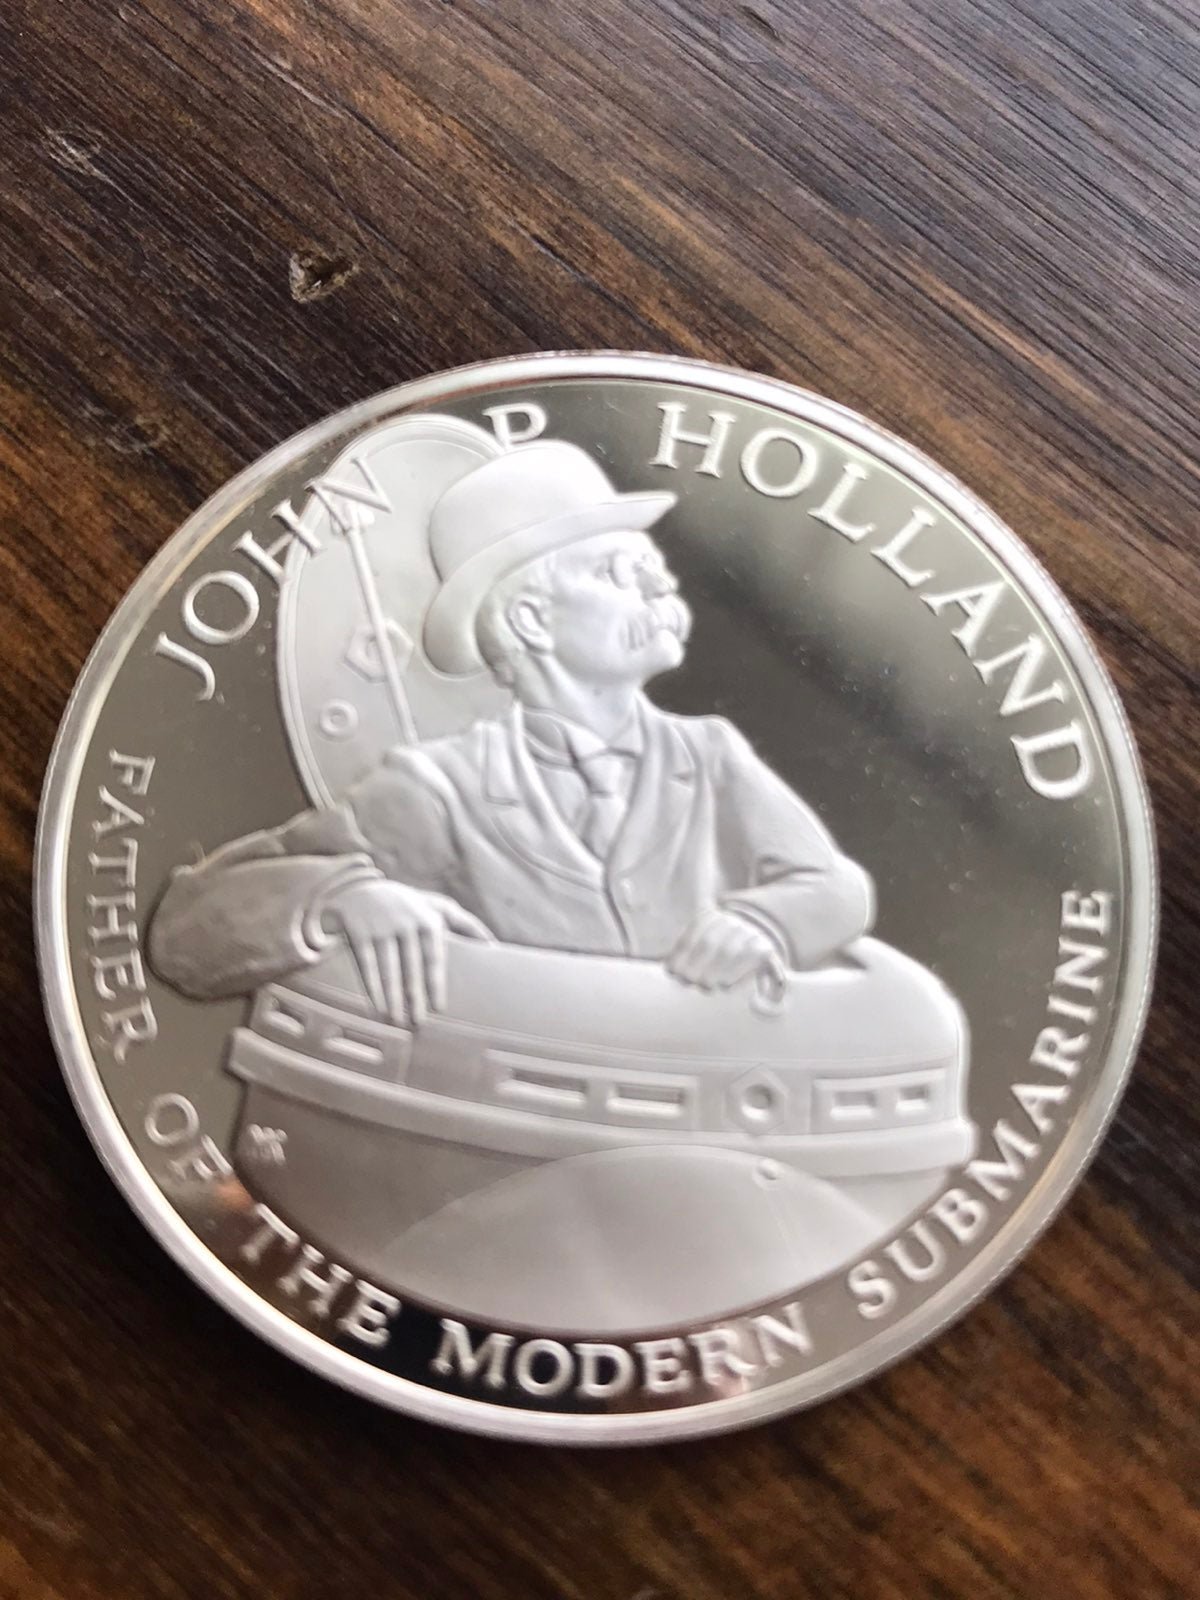 JOHN P HOLLAND
FATHER OF THE MODERN SUBMARINE